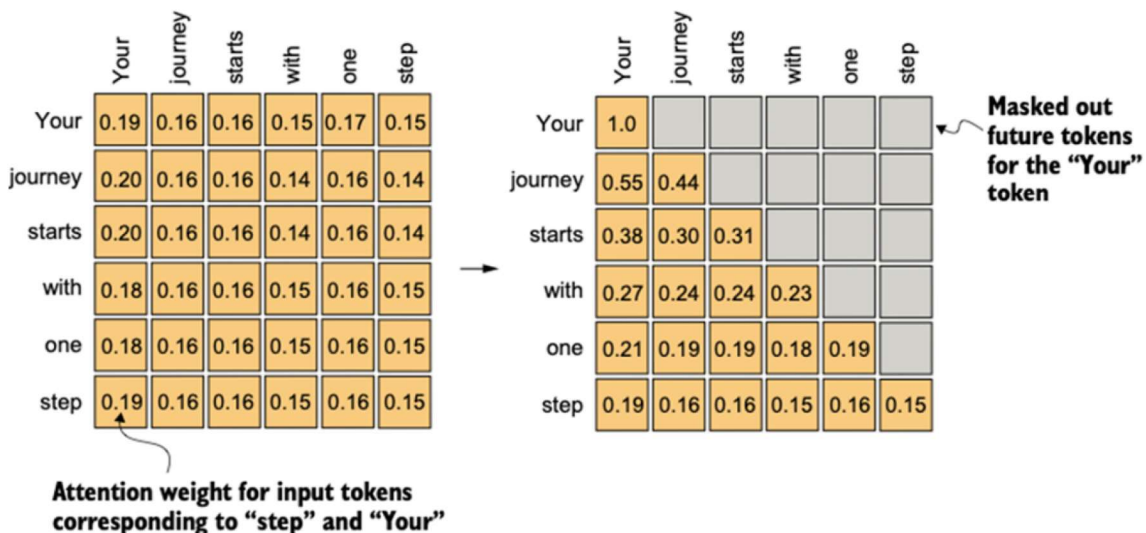 Your journey starts with one step
Your 0.19 0.16 0.16 0.15 0.17 0.15
journey 0.20 0.16 0.16 0.14 0.16 0.14
starts 0.20 0.16 0.16 0.14 0.16 0.14
with 0.18 0.16 0.16 0.15 0.16 0.15
one 0.18 0.16 0.16 0.15 0.16 0.15
step 0.19 0.16 0.16 0.15 0.16 0.15
Attention weight for input tokens
corresponding to “step” and “Your”
Your journey starts with one step
Your 1.0
journey 0.55 0.44
starts 0.38 0.30 0.31
with 0.27 0.24 0.24 0.23
one 0.21 0.19 0.19 0.18 0.19
step 0.19 0.16 0.16 0.15 0.16 0.15
Masked out
future tokens
for the “Your”
token